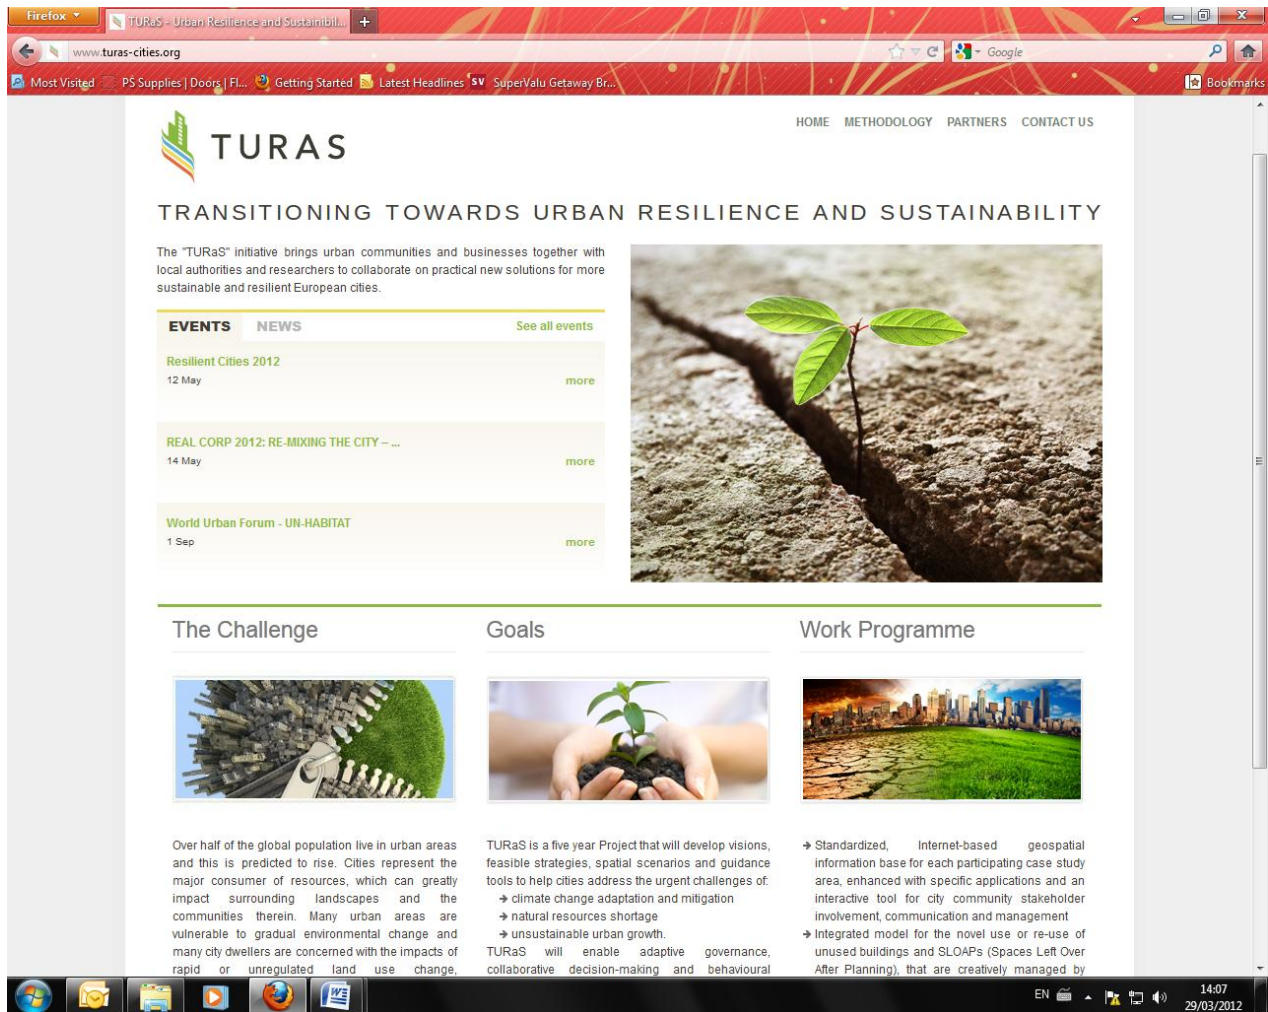 Firefox
TURaS - Urban Resilience and Sustainibil...
www.turas-cities.org
Google
Most Visited
PS Supplies | Doors | Fl...
Getting Started
Latest Headlines
SV SuperValu Getaway Br...
Bookmarks
TURAS
HOME METHODOLOGY PARTNERS CONTACT US
TRANSITIONING TOWARDS URBAN RESILIENCE AND SUSTAINABILITY
The "TURaS" initiative brings urban communities and businesses together with
local authorities and researchers to collaborate on practical new solutions for more
sustainable and resilient European cities.
EVENTS NEWS See all events
Resilient Cities 2012
12 May more
REAL CORP 2012: RE-MIXING THE CITY – ...
14 May more
World Urban Forum - UN-HABITAT
1 Sep more
The Challenge
Over half of the global population live in urban areas
and this is predicted to rise. Cities represent the
major consumer of resources, which can greatly
impact surrounding landscapes and the
communities therein. Many urban areas are
vulnerable to gradual environmental change and
many city dwellers are concerned with the impacts of
rapid or unregulated land use change,
Goals
TURaS is a five year Project that will develop visions,
feasible strategies, spatial scenarios and guidance
tools to help cities address the urgent challenges of:
→ climate change adaptation and mitigation
→ natural resources shortage
→ unsustainable urban growth.
TURaS will enable adaptive governance,
collaborative decision-making and behavioural
Work Programme
→ Standardized, Internet-based geospatial
information base for each participating case study
area, enhanced with specific applications and an
interactive tool for city community stakeholder
involvement, communication and management
→ Integrated model for the novel use or re-use of
unused buildings and SLOAPs (Spaces Left Over
After Planning), that are creatively managed by
EN
14:07
29/03/2012